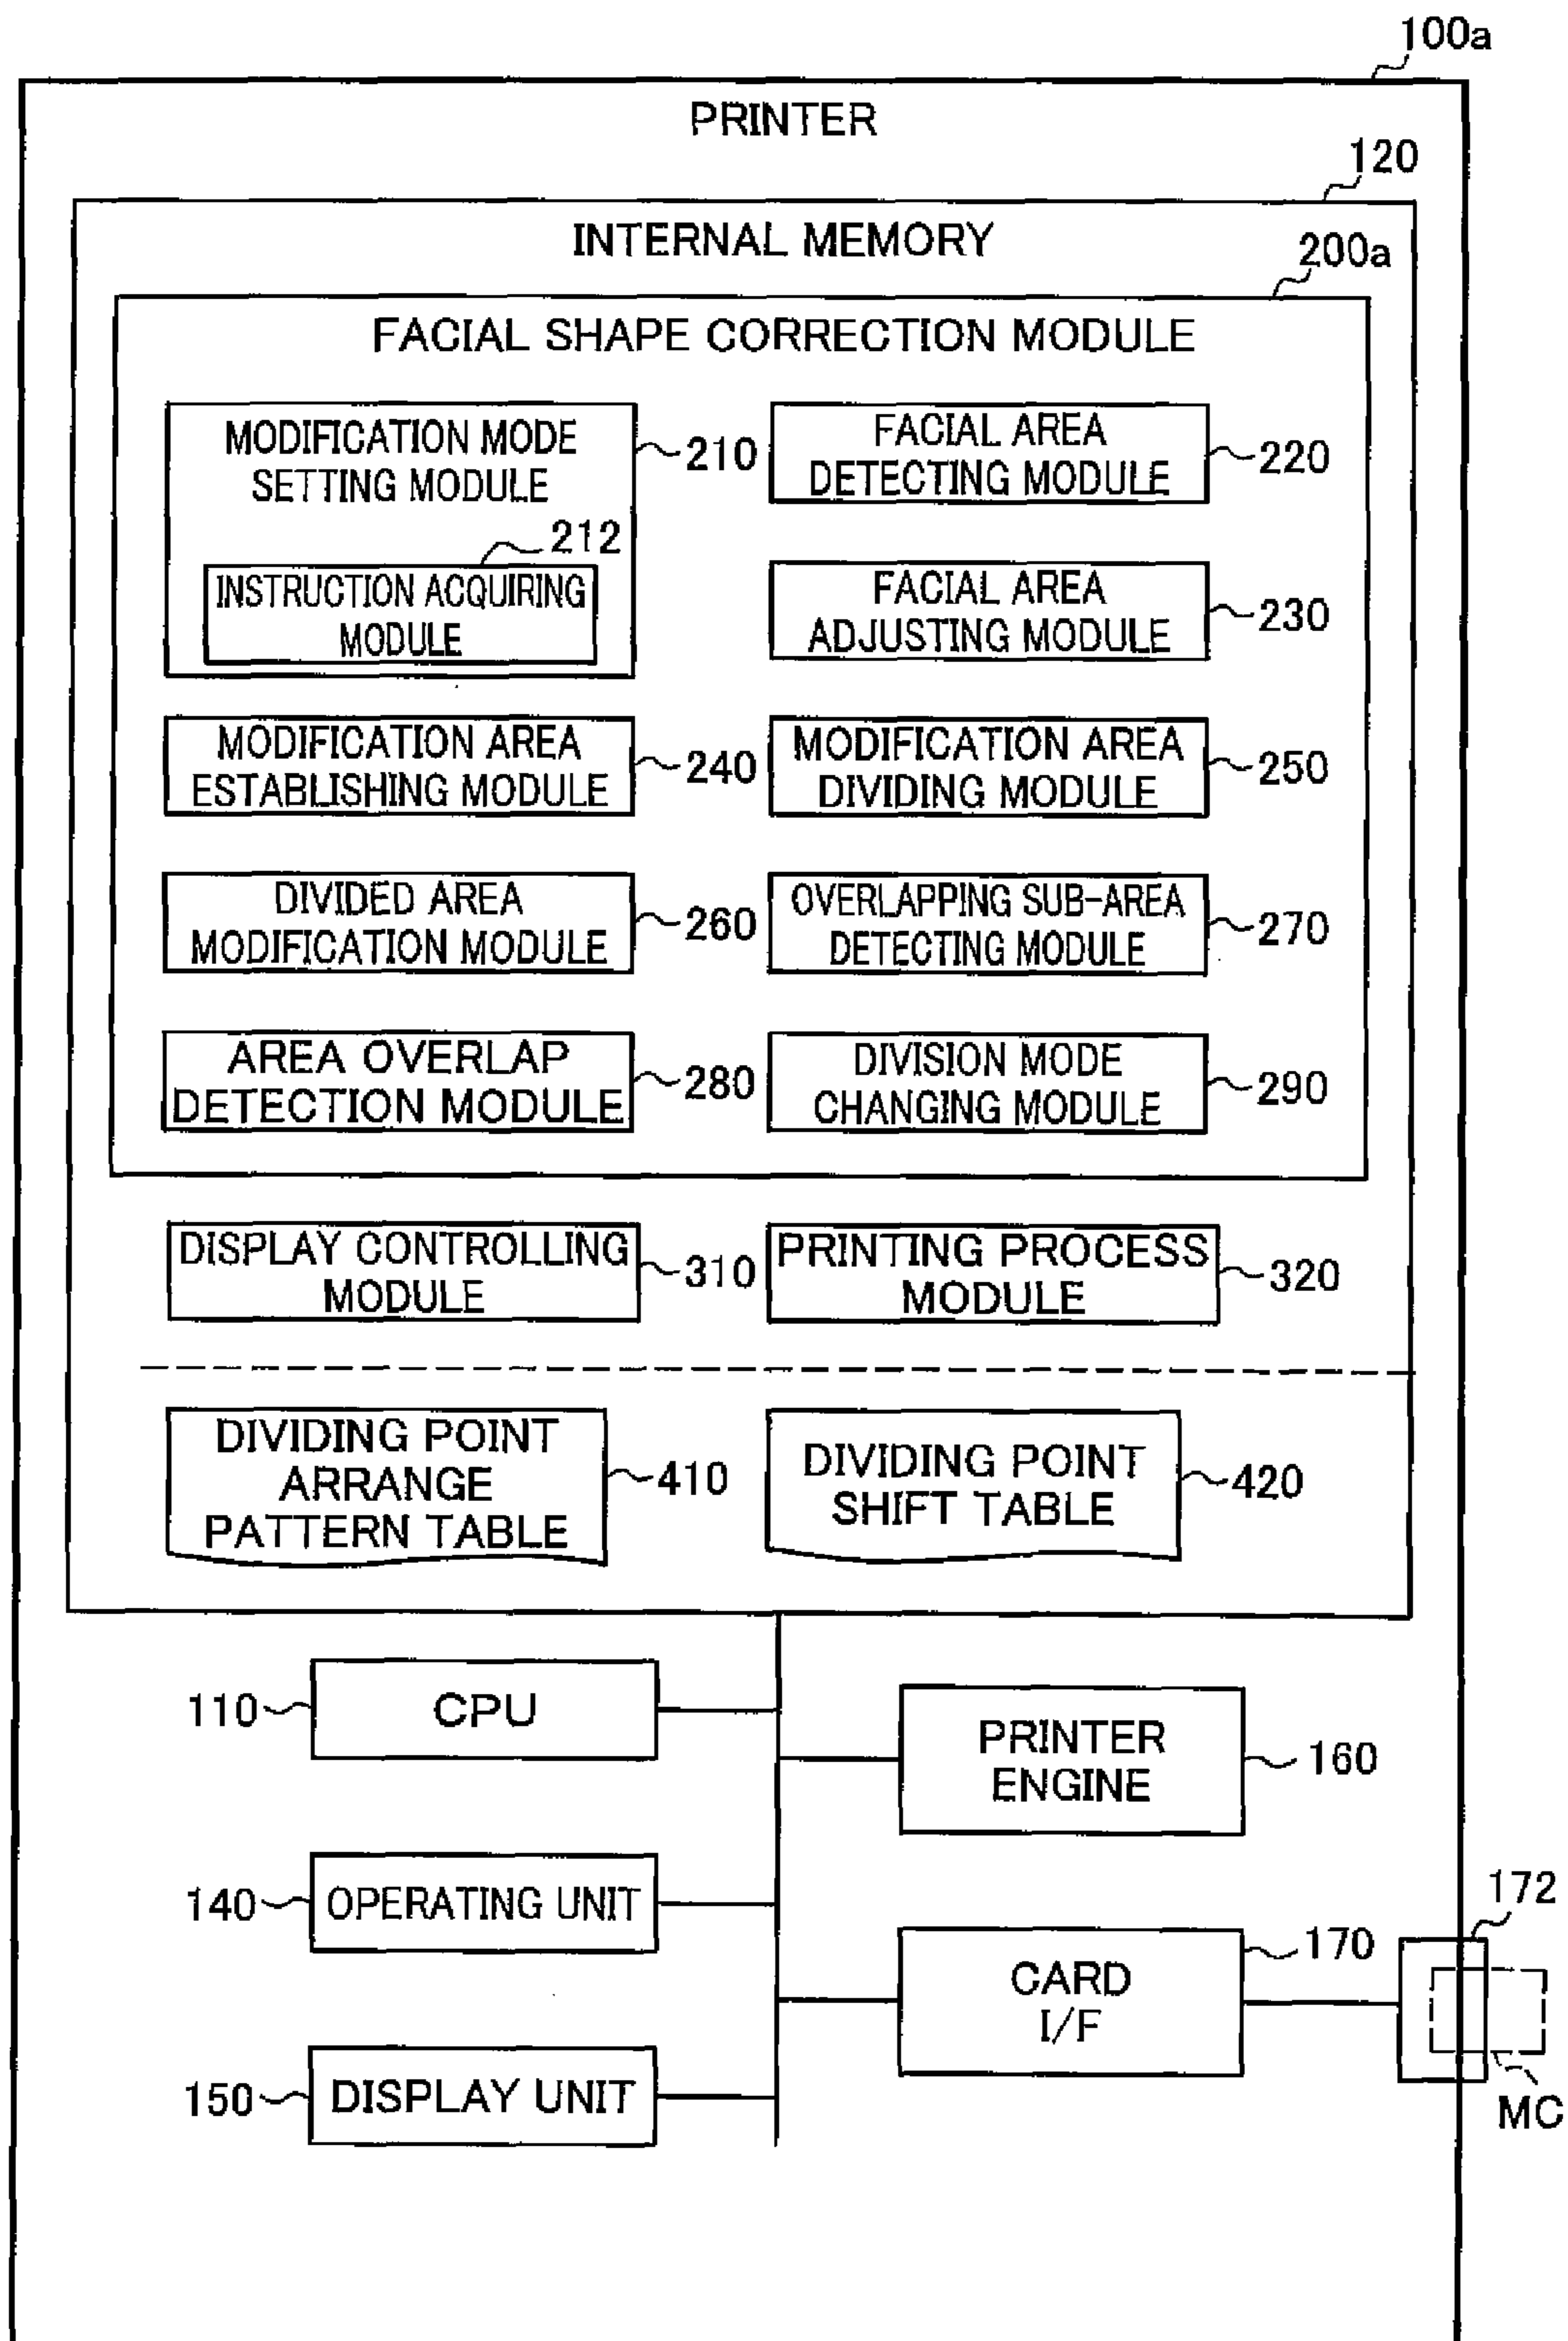 100a
PRINTER
120
INTERNAL MEMORY
200a
FACIAL SHAPE CORRECTION MODULE
MODIFICATION MODE
SETTING MODULE
210
212
INSTRUCTION ACQUIRING
MODULE
FACIAL AREA
DETECTING MODULE
220
FACIAL AREA
ADJUSTING MODULE
230
MODIFICATION AREA
ESTABLISHING MODULE
240
MODIFICATION AREA
DIVIDING MODULE
250
DIVIDED AREA
MODIFICATION MODULE
260
OVERLAPPING SUB-AREA
DETECTING MODULE
270
AREA OVERLAP
DETECTION MODULE
280
DIVISION MODE
CHANGING MODULE
290
DISPLAY CONTROLLING
MODULE
310
PRINTING PROCESS
MODULE
320
DIVIDING POINT
ARRANGE
PATTERN TABLE
410
DIVIDING POINT
SHIFT TABLE
420
110
CPU
PRINTER
ENGINE
160
140
OPERATING UNIT
CARD
I/F
170
172
150
DISPLAY UNIT
MC